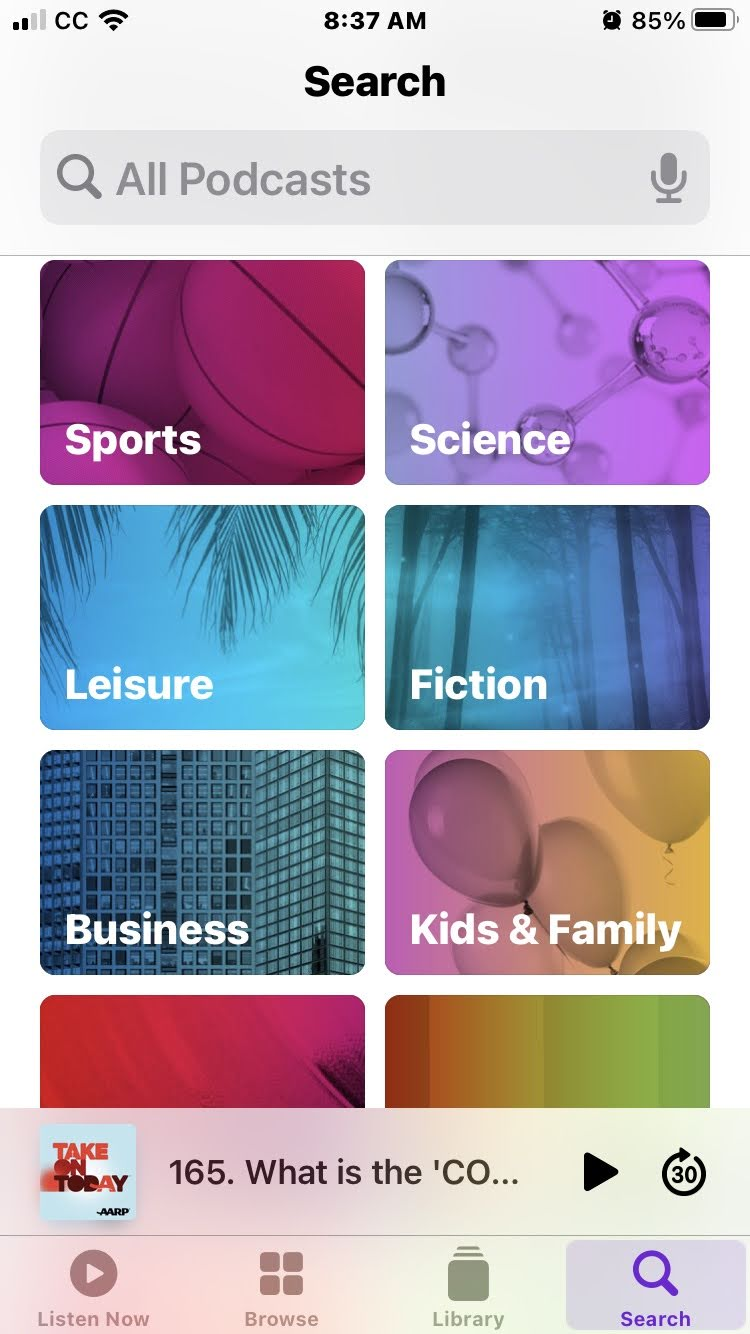 CC 8:37 AM 85%
Search
All Podcasts
Sports
Science
Leisure
Fiction
Business
Kids & Family
TAKE
ON
TODAY
AARP
165. What is the 'CO...
30
Listen Now
Browse
Library
Search